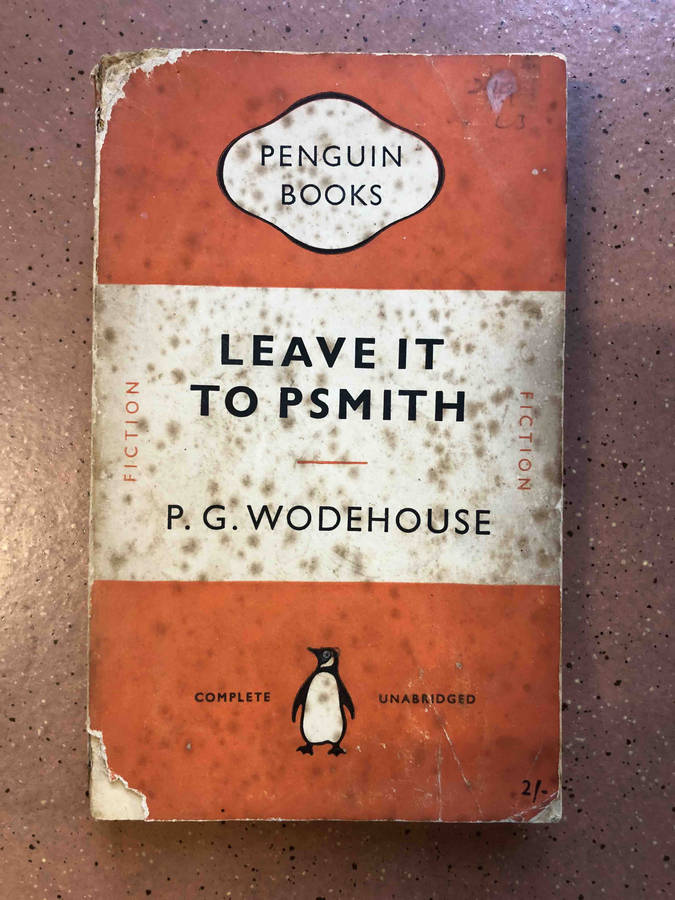 PENGUIN
BOOKS
LEAVE IT
TO PSMITH
FICTION
FICTION
P. G. WODEHOUSE
COMPLETE
UNABRIDGED
2/-